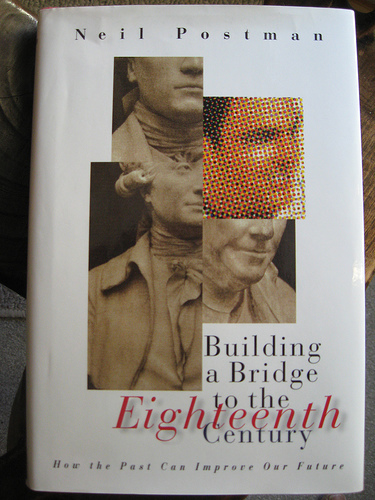 Neil Postman
Building
a Bridge
to the
Eighteenth
Century
How the Past Can Improve Our Future